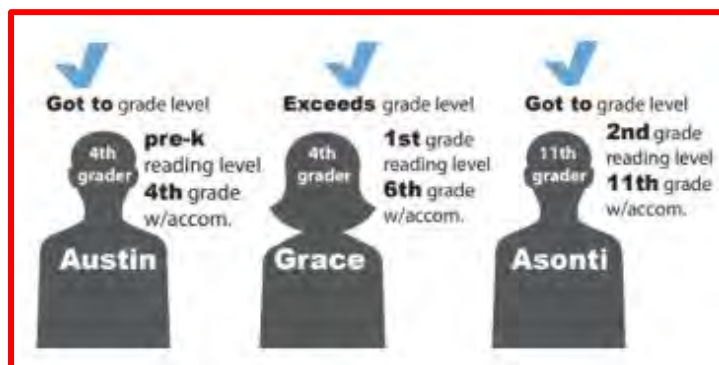 Got to grade level
4th grader
pre-k
reading level
4th grade
w/accom.
Austin
Exceeds grade level
4th grader
1st grade
reading level
6th grade
w/accom.
Grace
Got to grade level
11th grader
2nd grade
reading level
11th grade
w/accom.
Asonti